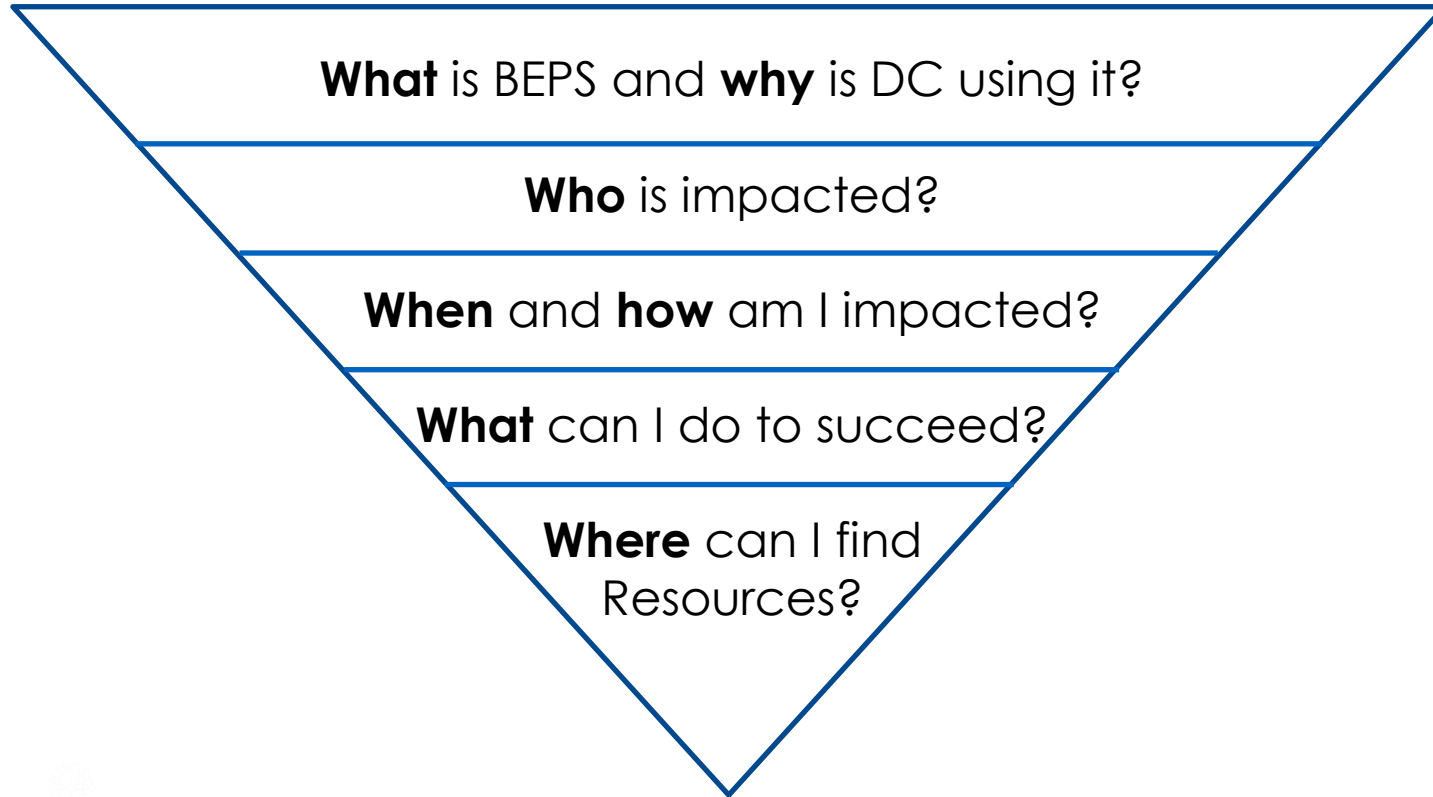 What is BEPS and why is DC using it?
Who is impacted?
When and how am I impacted?
What can I do to succeed?
Where can I find
Resources?